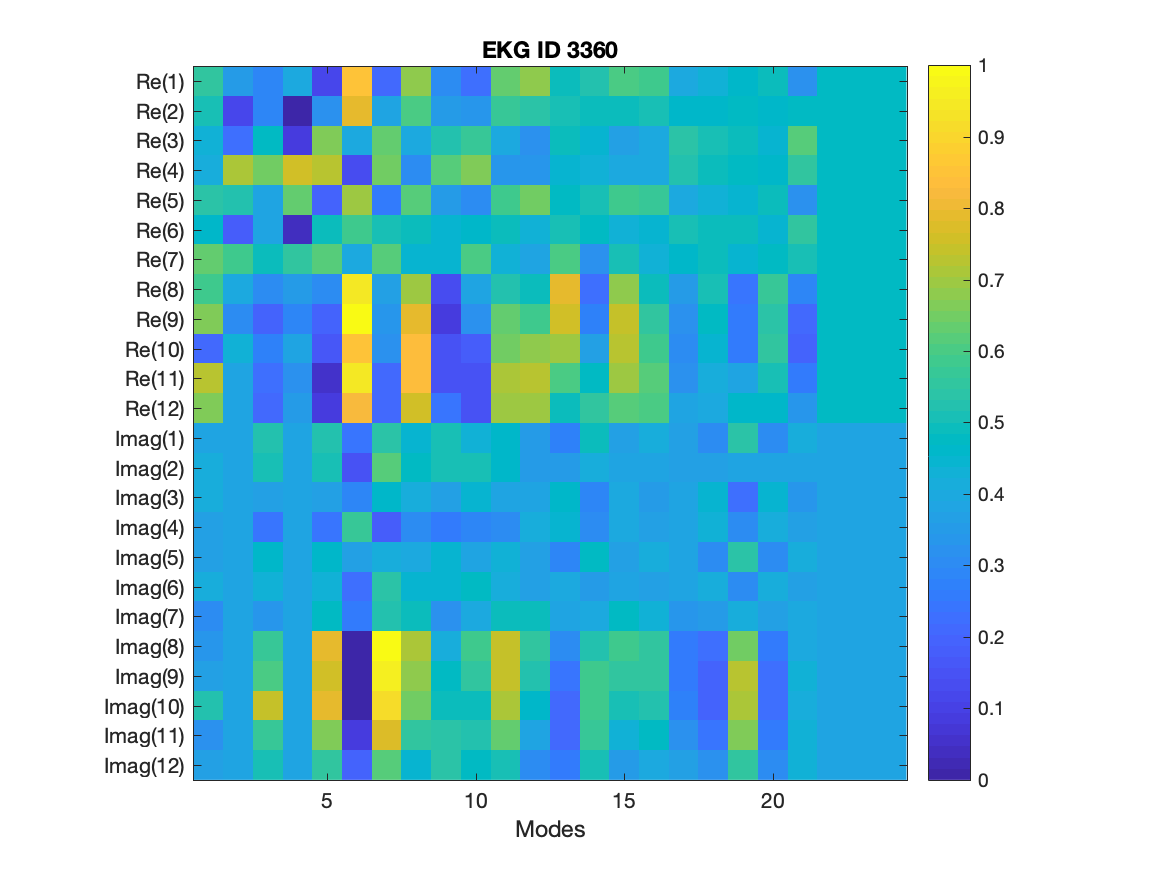 EKG ID 3360
Re(1)
Re(2)
Re(3)
Re(4)
Re(5)
Re(6)
Re(7)
Re(8)
Re(9)
Re(10)
Re(11)
Re(12)
Imag(1)
Imag(2)
Imag(3)
Imag(4)
Imag(5)
Imag(6)
Imag(7)
Imag(8)
Imag(9)
Imag(10)
Imag(11)
Imag(12)
5 10 15 20
Modes
1
0.9
0.8
0.7
0.6
0.5
0.4
0.3
0.2
0.1
0